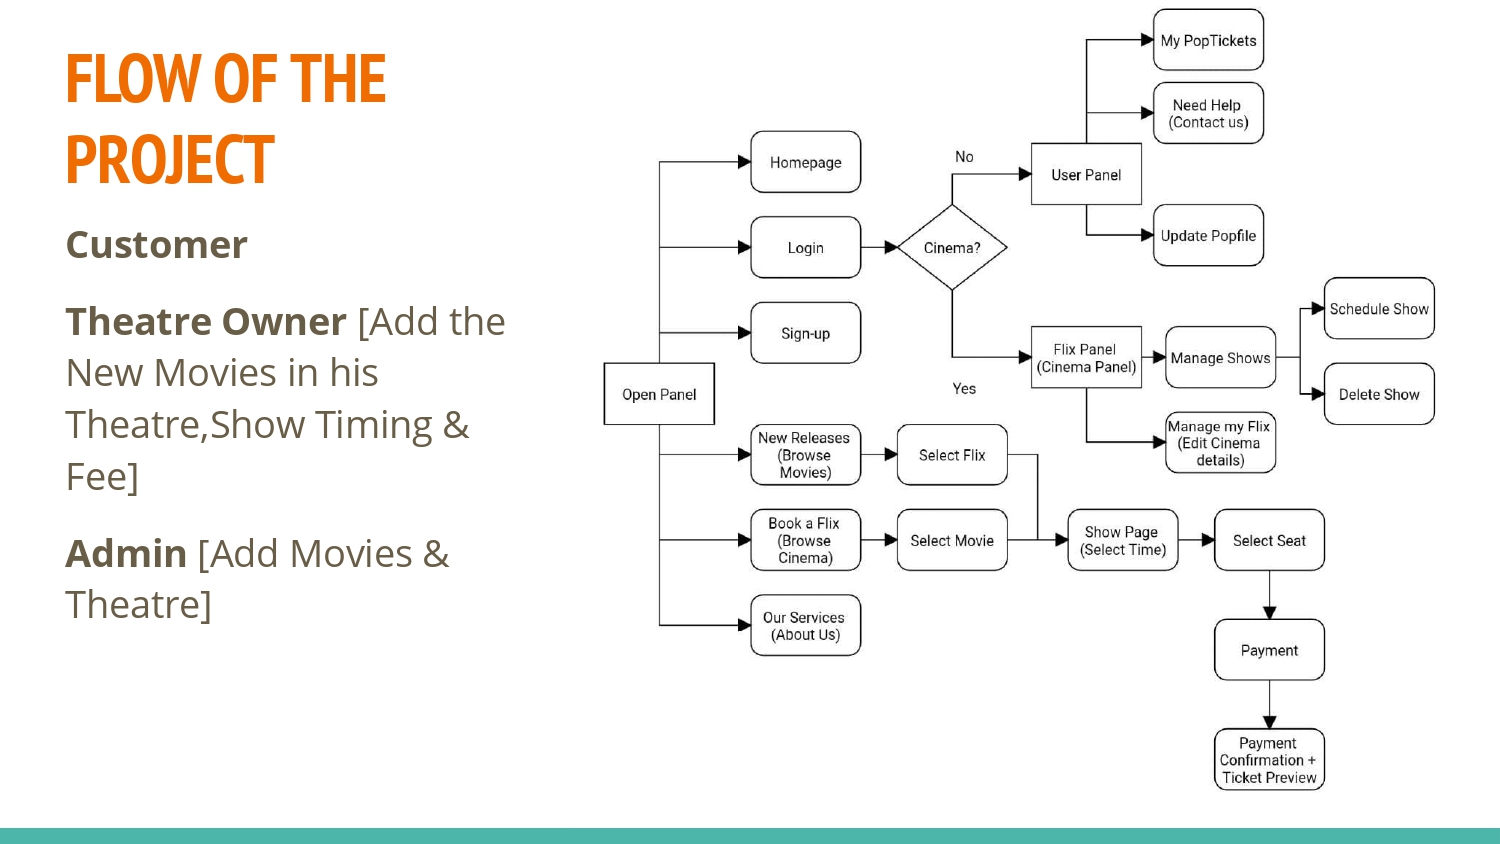 FLOW OF THE
PROJECT
Customer
Theatre Owner [Add the
New Movies in his
Theatre,Show Timing &
Fee]
Admin [Add Movies &
Theatre]
My PopTickets
Need Help
(Contact us)
Homepage
No
User Panel
Login
Cinema?
Update Popfile
Sign-up
Schedule Show
Flix Panel
(Cinema Panel)
Manage Shows
Yes
Open Panel
Delete Show
New Releases
(Browse
Movies)
Select Flix
Manage my Flix
(Edit Cinema
details)
Book a Flix
(Browse
Cinema)
Select Movie
Show Page
(Select Time)
Select Seat
Our Services
(About Us)
Payment
Payment
Confirmation +
Ticket Preview